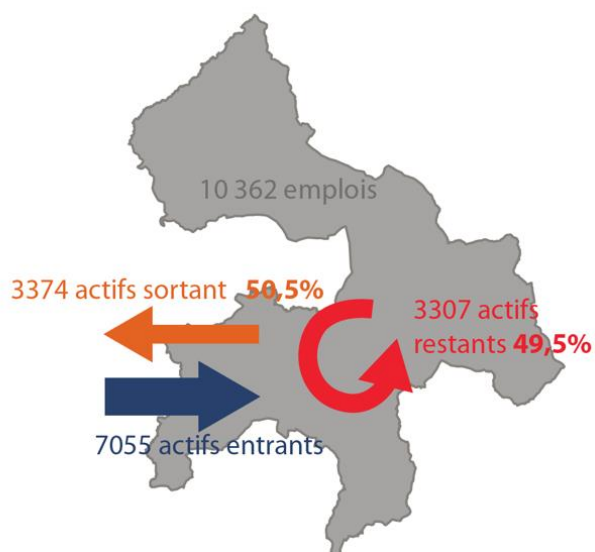 10 362 emplois
3374 actifs sortant 50,5%
3307 actifs
restants 49,5%
7055 actifs entrants